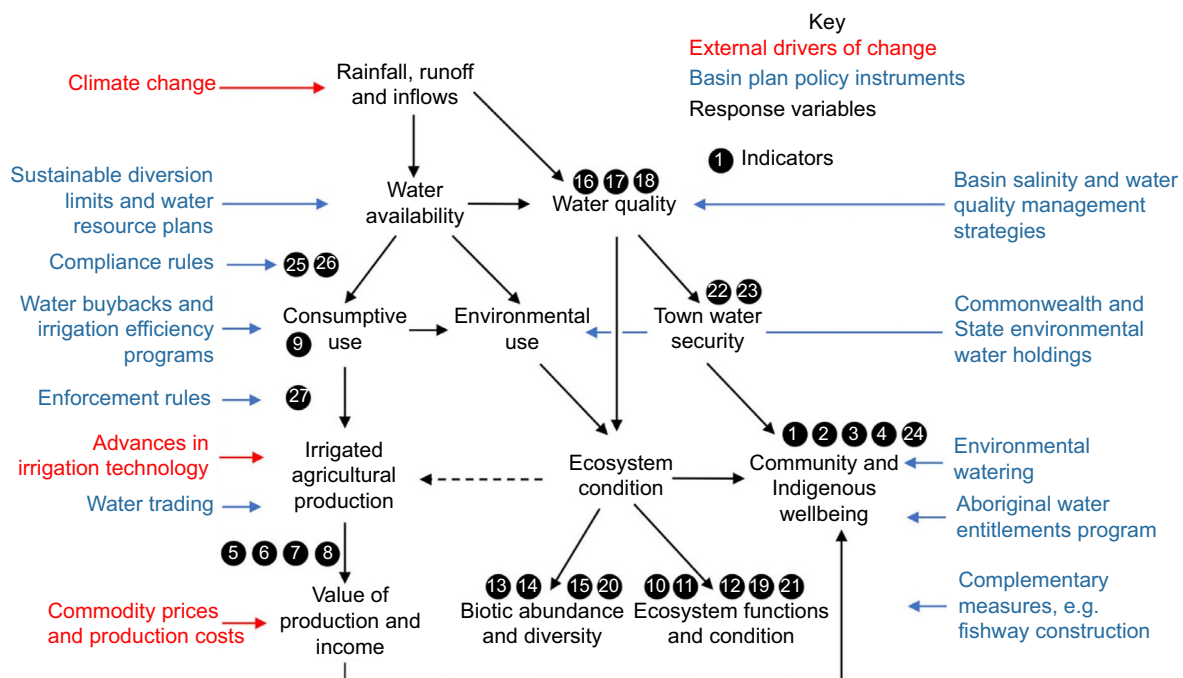 Key
External drivers of change
Basin plan policy instruments
Response variables
1 Indicators
Climate change
Rainfall, runoff
and inflows
Sustainable diversion
limits and water
resource plans
Water
availability
16 17 18
Water quality
Basin salinity and water
quality management
strategies
Compliance rules
25 26
Water buybacks and
irrigation efficiency
programs
Consumptive
9
use
Environmental
use
22 23
Town water
security
Commonwealth and
State environmental
water holdings
Enforcement rules
27
Advances in
irrigation technology
Water trading
Irrigated
agricultural
production
Ecosystem
condition
1 2 3 4 24
Community and
Indigenous
wellbeing
Environmental
watering
Aboriginal water
entitlements program
5 6 7 8
Commodity prices
and production costs
Value of
production and
income
13 14 15 20
Biotic abundance
and diversity
10 11 12 19 21
Ecosystem functions
and condition
Complementary
measures, e.g.
fishway construction